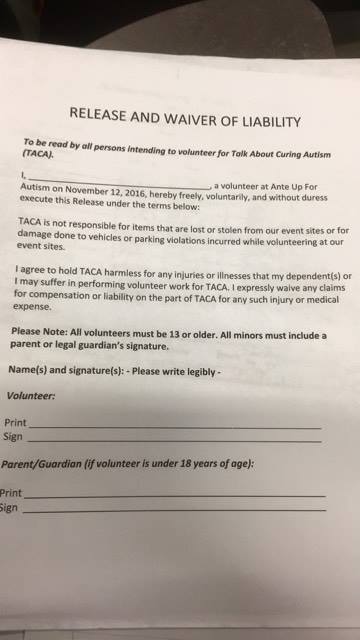 RELEASE AND WAIVER OF LIABILITY
To be read by all persons intending to volunteer for Talk About Curing Autism
(TACA).
I, ____________________________, a volunteer at Ante Up For
Autism on November 12, 2016, hereby freely, voluntarily, and without duress
execute this Release under the terms below:
TACA is not responsible for items that are lost or stolen from our event sites or for
damage done to vehicles or parking violations incurred while volunteering at our
event sites.
I agree to hold TACA harmless for any injuries or illnesses that my dependent(s) or
I may suffer in performing volunteer work for TACA. I expressly waive any claims
for compensation or liability on the part of TACA for any such injury or medical
expense.
Please Note: All volunteers must be 13 or older. All minors must include a
parent or legal guardian's signature.
Name(s) and signature(s): - Please write legibly -
Volunteer:
Print ____________________________
Sign ____________________________
Parent/Guardian (if volunteer is under 18 years of age):
Print ____________________________
Sign ____________________________